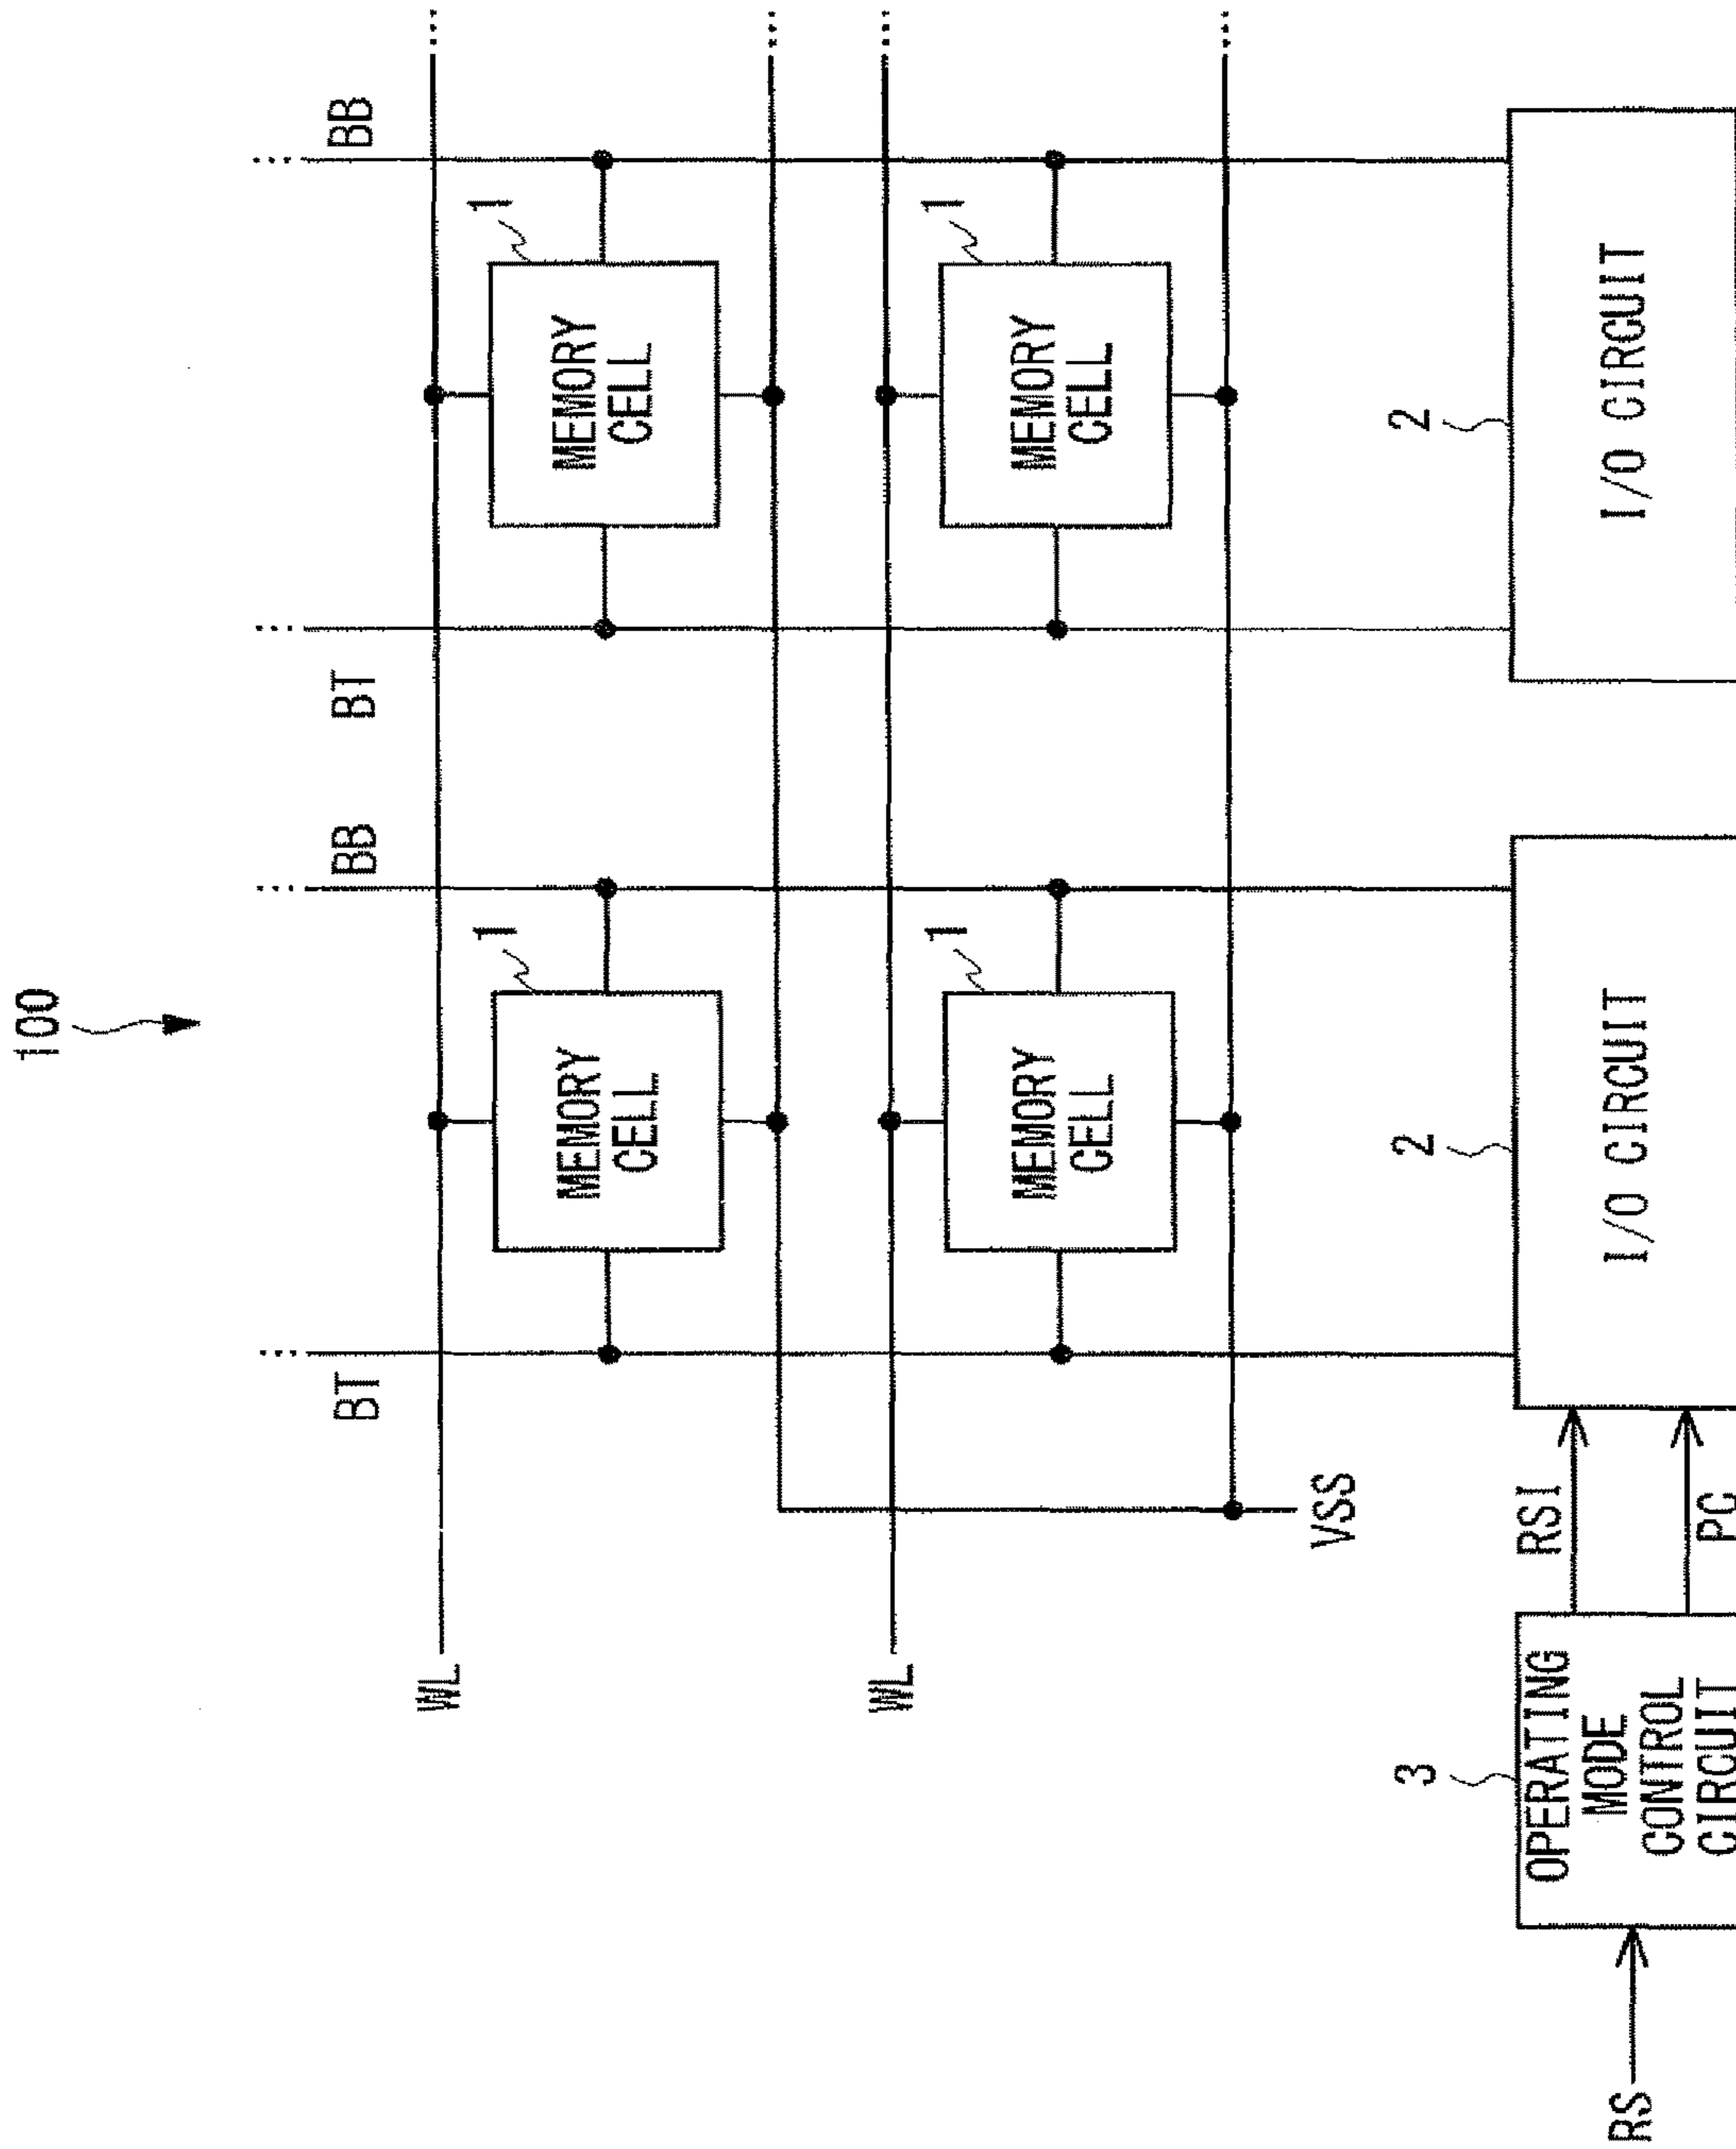 100
BT BB BT BB
WL
1 1
MEMORY CELL
MEMORY CELL
WL
1 1
MEMORY CELL
MEMORY CELL
VSS
3 2 2
RS
OPERATING
MODE
CONTROL
CIRCUIT
RSI
PC
I/O CIRCUIT
I/O CIRCUIT